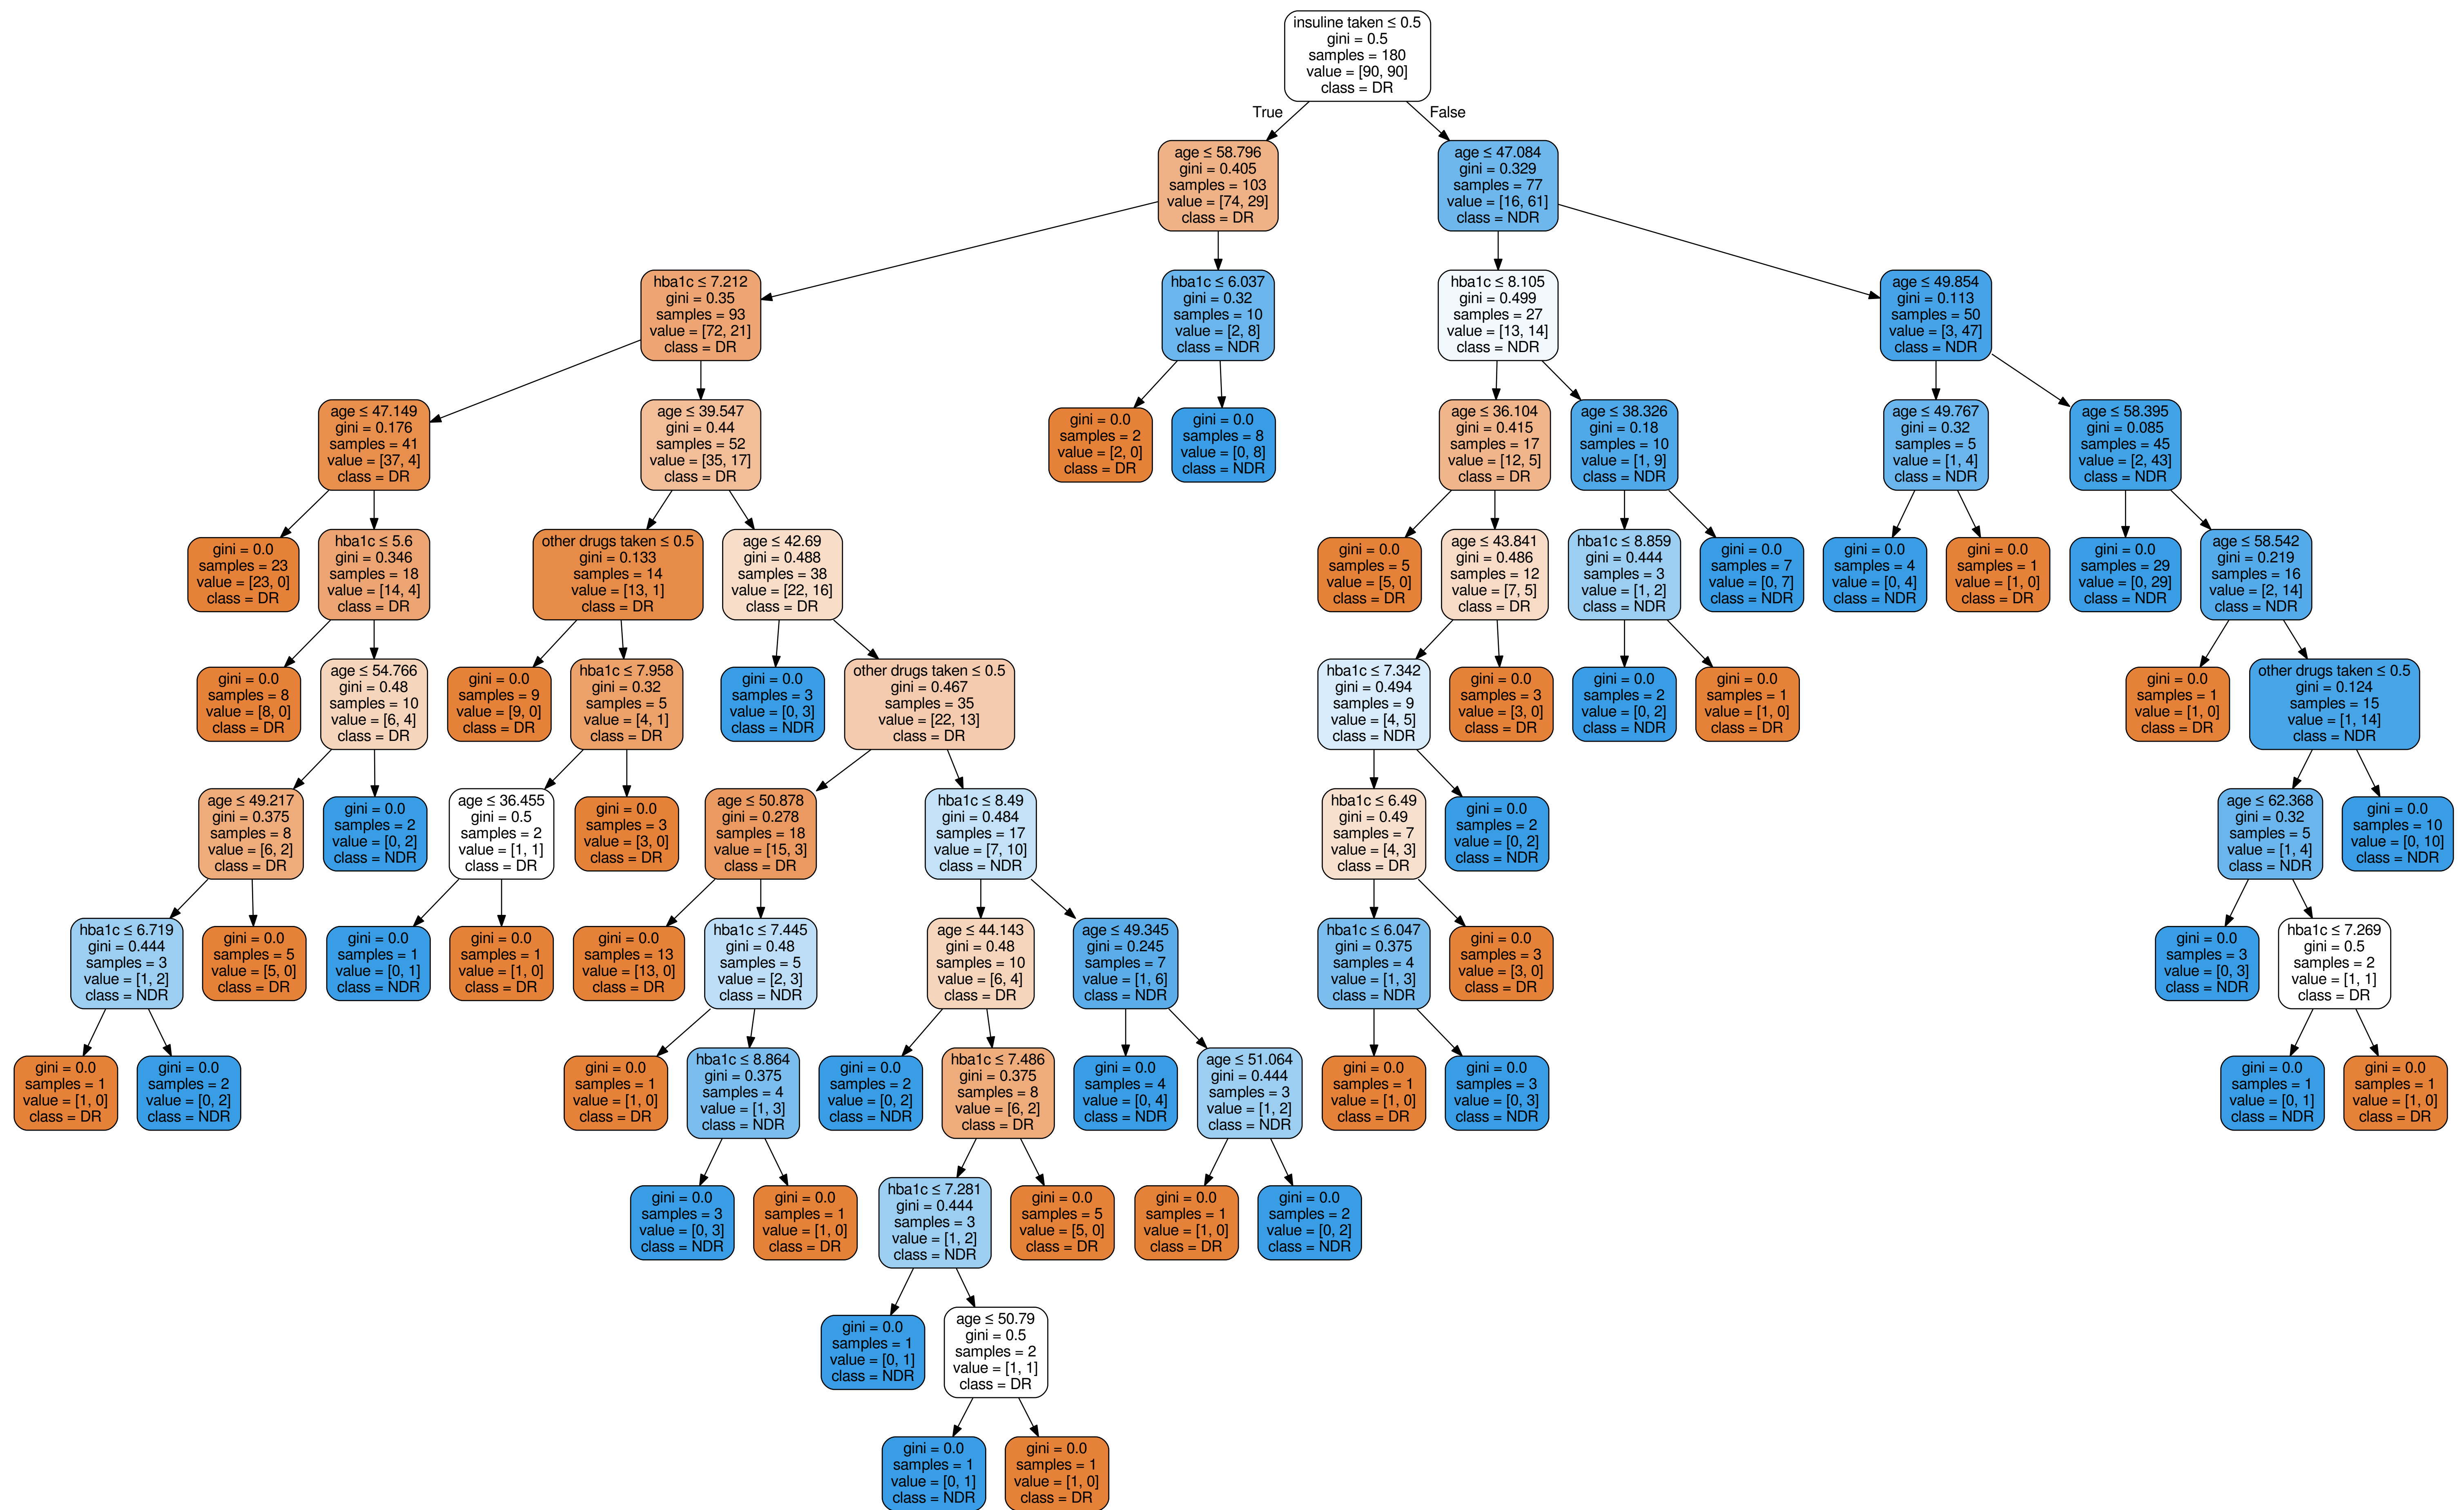 insuline taken ≤ 0.5
gini = 0.5
samples = 180
value = [90, 90]
class = DR
True
False
age ≤ 58.796
gini = 0.405
samples = 103
value = [74, 29]
class = DR
age ≤ 47.084
gini = 0.329
samples = 77
value = [16, 61]
class = NDR
hba1c ≤ 7.212
gini = 0.35
samples = 93
value = [72, 21]
class = DR
hba1c ≤ 6.037
gini = 0.32
samples = 10
value = [2, 8]
class = NDR
hba1c ≤ 8.105
gini = 0.499
samples = 27
value = [13, 14]
class = NDR
age ≤ 49.854
gini = 0.113
samples = 50
value = [3, 47]
class = NDR
age ≤ 47.149
gini = 0.176
samples = 41
value = [37, 4]
class = DR
age ≤ 39.547
gini = 0.44
samples = 52
value = [35, 17]
class = DR
gini = 0.0
samples = 2
value = [2, 0]
class = DR
gini = 0.0
samples = 8
value = [0, 8]
class = NDR
age ≤ 36.104
gini = 0.415
samples = 17
value = [12, 5]
class = DR
age ≤ 38.326
gini = 0.18
samples = 10
value = [1, 9]
class = NDR
age ≤ 49.767
gini = 0.32
samples = 5
value = [1, 4]
class = NDR
age ≤ 58.395
gini = 0.085
samples = 45
value = [2, 43]
class = NDR
gini = 0.0
samples = 23
value = [23, 0]
class = DR
hba1c ≤ 5.6
gini = 0.346
samples = 18
value = [14, 4]
class = DR
other drugs taken ≤ 0.5
gini = 0.133
samples = 14
value = [13, 1]
class = DR
age ≤ 42.69
gini = 0.488
samples = 38
value = [22, 16]
class = DR
gini = 0.0
samples = 5
value = [5, 0]
class = DR
age ≤ 43.841
gini = 0.486
samples = 12
value = [7, 5]
class = DR
hba1c ≤ 8.859
gini = 0.444
samples = 3
value = [1, 2]
class = NDR
gini = 0.0
samples = 7
value = [0, 7]
class = NDR
gini = 0.0
samples = 4
value = [0, 4]
class = NDR
gini = 0.0
samples = 1
value = [1, 0]
class = DR
gini = 0.0
samples = 29
value = [0, 29]
class = NDR
age ≤ 58.542
gini = 0.219
samples = 16
value = [2, 14]
class = NDR
gini = 0.0
samples = 8
value = [8, 0]
class = DR
age ≤ 54.766
gini = 0.48
samples = 10
value = [6, 4]
class = DR
gini = 0.0
samples = 9
value = [9, 0]
class = DR
hba1c ≤ 7.958
gini = 0.32
samples = 5
value = [4, 1]
class = DR
gini = 0.0
samples = 3
value = [0, 3]
class = NDR
other drugs taken ≤ 0.5
gini = 0.467
samples = 35
value = [22, 13]
class = DR
hba1c ≤ 7.342
gini = 0.494
samples = 9
value = [4, 5]
class = NDR
gini = 0.0
samples = 3
value = [3, 0]
class = DR
gini = 0.0
samples = 2
value = [0, 2]
class = NDR
gini = 0.0
samples = 1
value = [1, 0]
class = DR
gini = 0.0
samples = 1
value = [1, 0]
class = DR
other drugs taken ≤ 0.5
gini = 0.124
samples = 15
value = [1, 14]
class = NDR
age ≤ 49.217
gini = 0.375
samples = 8
value = [6, 2]
class = DR
gini = 0.0
samples = 2
value = [0, 2]
class = NDR
age ≤ 36.455
gini = 0.5
samples = 2
value = [1, 1]
class = DR
gini = 0.0
samples = 3
value = [3, 0]
class = DR
age ≤ 50.878
gini = 0.278
samples = 18
value = [15, 3]
class = DR
hba1c ≤ 8.49
gini = 0.484
samples = 17
value = [7, 10]
class = NDR
hba1c ≤ 6.49
gini = 0.49
samples = 7
value = [4, 3]
class = DR
gini = 0.0
samples = 2
value = [0, 2]
class = NDR
age ≤ 62.368
gini = 0.32
samples = 5
value = [1, 4]
class = NDR
gini = 0.0
samples = 10
value = [0, 10]
class = NDR
hba1c ≤ 6.719
gini = 0.444
samples = 3
value = [1, 2]
class = NDR
gini = 0.0
samples = 5
value = [5, 0]
class = DR
gini = 0.0
samples = 1
value = [0, 1]
class = NDR
gini = 0.0
samples = 1
value = [1, 0]
class = DR
gini = 0.0
samples = 13
value = [13, 0]
class = DR
hba1c ≤ 7.445
gini = 0.48
samples = 5
value = [2, 3]
class = NDR
age ≤ 44.143
gini = 0.48
samples = 10
value = [6, 4]
class = DR
age ≤ 49.345
gini = 0.245
samples = 7
value = [1, 6]
class = NDR
hba1c ≤ 6.047
gini = 0.375
samples = 4
value = [1, 3]
class = NDR
gini = 0.0
samples = 3
value = [3, 0]
class = DR
gini = 0.0
samples = 3
value = [0, 3]
class = NDR
hba1c ≤ 7.269
gini = 0.5
samples = 2
value = [1, 1]
class = DR
gini = 0.0
samples = 1
value = [1, 0]
class = DR
gini = 0.0
samples = 2
value = [0, 2]
class = NDR
gini = 0.0
samples = 1
value = [1, 0]
class = DR
hba1c ≤ 8.864
gini = 0.375
samples = 4
value = [1, 3]
class = NDR
gini = 0.0
samples = 2
value = [0, 2]
class = NDR
hba1c ≤ 7.486
gini = 0.375
samples = 8
value = [6, 2]
class = DR
gini = 0.0
samples = 4
value = [0, 4]
class = NDR
age ≤ 51.064
gini = 0.444
samples = 3
value = [1, 2]
class = NDR
gini = 0.0
samples = 1
value = [1, 0]
class = DR
gini = 0.0
samples = 3
value = [0, 3]
class = NDR
gini = 0.0
samples = 1
value = [0, 1]
class = NDR
gini = 0.0
samples = 1
value = [1, 0]
class = DR
gini = 0.0
samples = 3
value = [0, 3]
class = NDR
gini = 0.0
samples = 1
value = [1, 0]
class = DR
hba1c ≤ 7.281
gini = 0.444
samples = 3
value = [1, 2]
class = NDR
gini = 0.0
samples = 5
value = [5, 0]
class = DR
gini = 0.0
samples = 1
value = [1, 0]
class = DR
gini = 0.0
samples = 2
value = [0, 2]
class = NDR
gini = 0.0
samples = 1
value = [0, 1]
class = NDR
age ≤ 50.79
gini = 0.5
samples = 2
value = [1, 1]
class = DR
gini = 0.0
samples = 1
value = [0, 1]
class = NDR
gini = 0.0
samples = 1
value = [1, 0]
class = DR